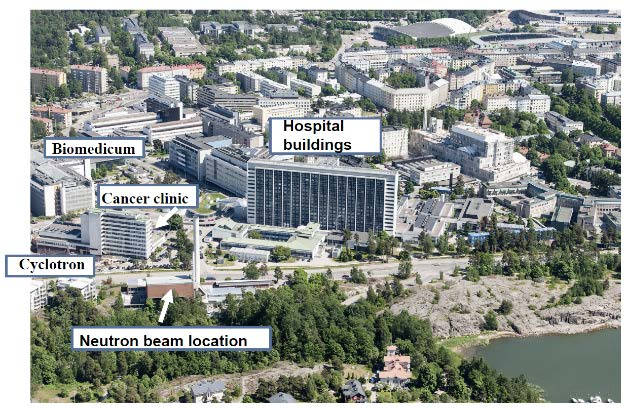 Hospital
buildings
Biomedicum
Cancer clinic
Cyclotron
Neutron beam location